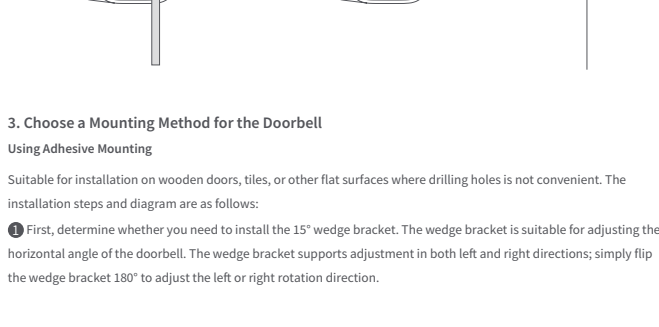 3. Choose a Mounting Method for the Doorbell
Using Adhesive Mounting
Suitable for installation on wooden doors, tiles, or other flat surfaces where drilling holes is not convenient. The
installation steps and diagram are as follows:
1 First, determine whether you need to install the 15° wedge bracket. The wedge bracket is suitable for adjusting the
horizontal angle of the doorbell. The wedge bracket supports adjustment in both left and right directions; simply flip
the wedge bracket 180° to adjust the left or right rotation direction.